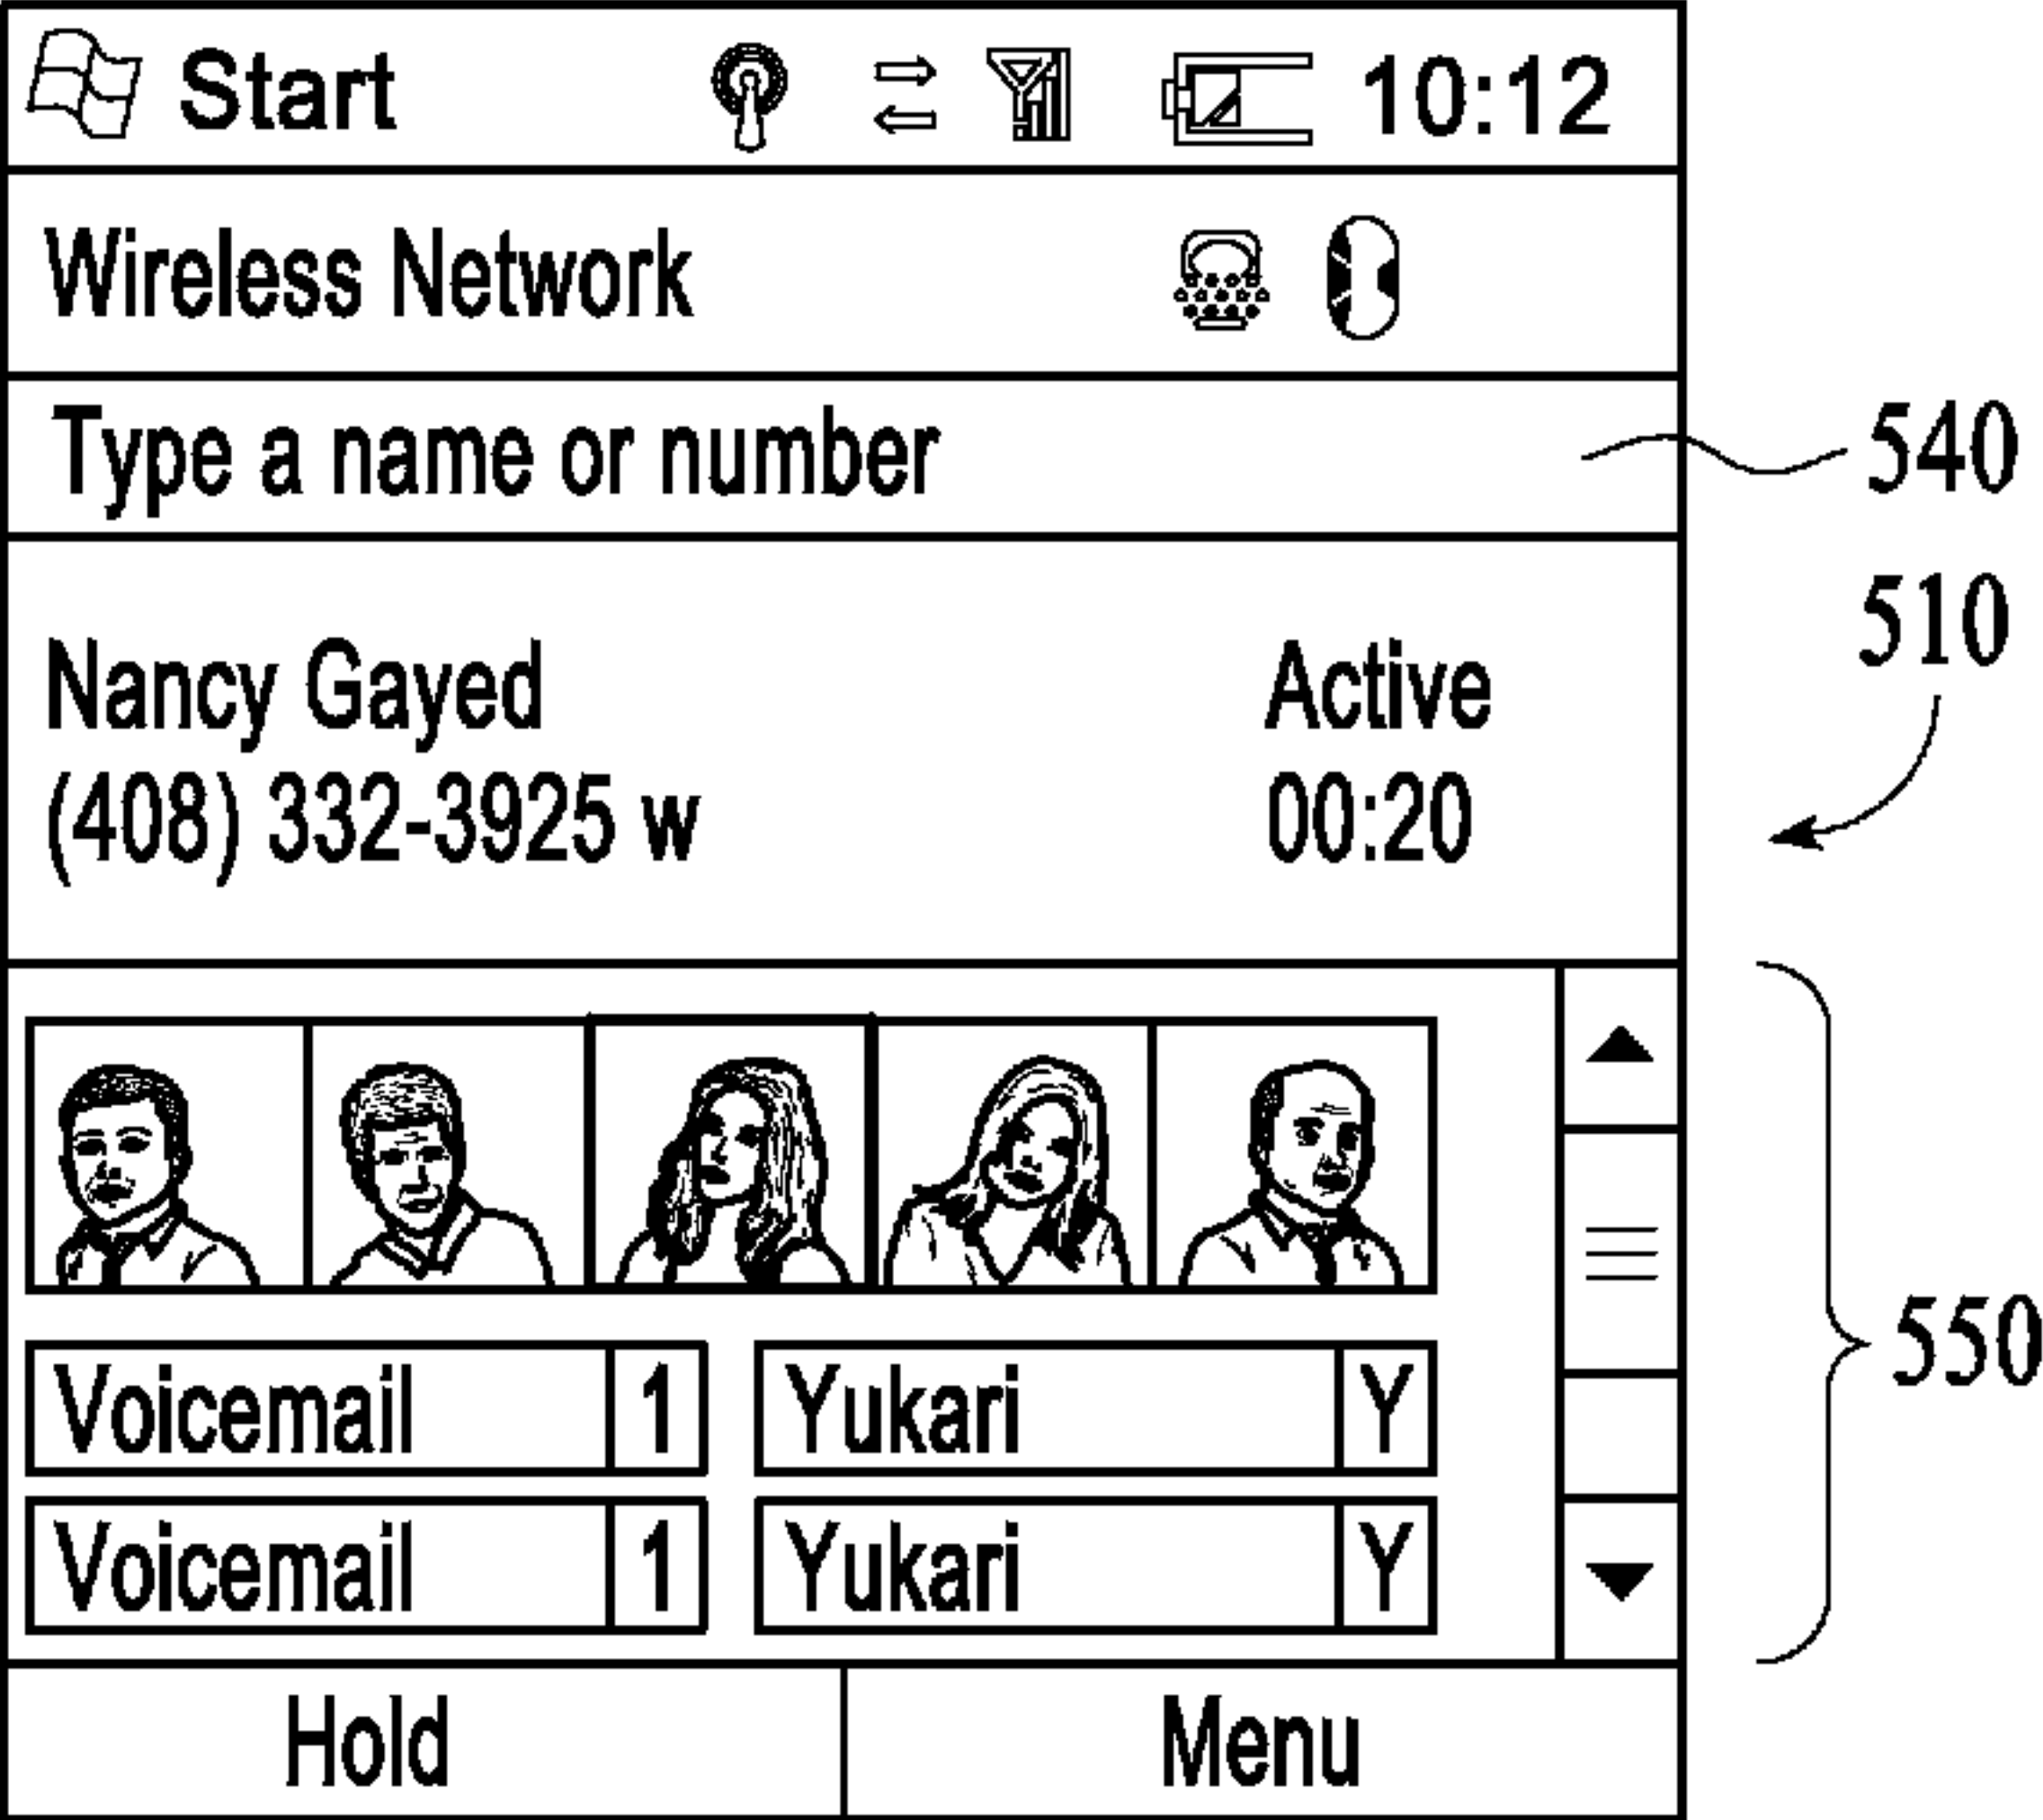 Start 10:12
Wireless Network
Type a name or number
540
510
Nancy Gayed Active
(408) 332-3925 w 00:20
550
Voicemail 1 Yukari Y
Voicemail 1 Yukari Y
Hold Menu